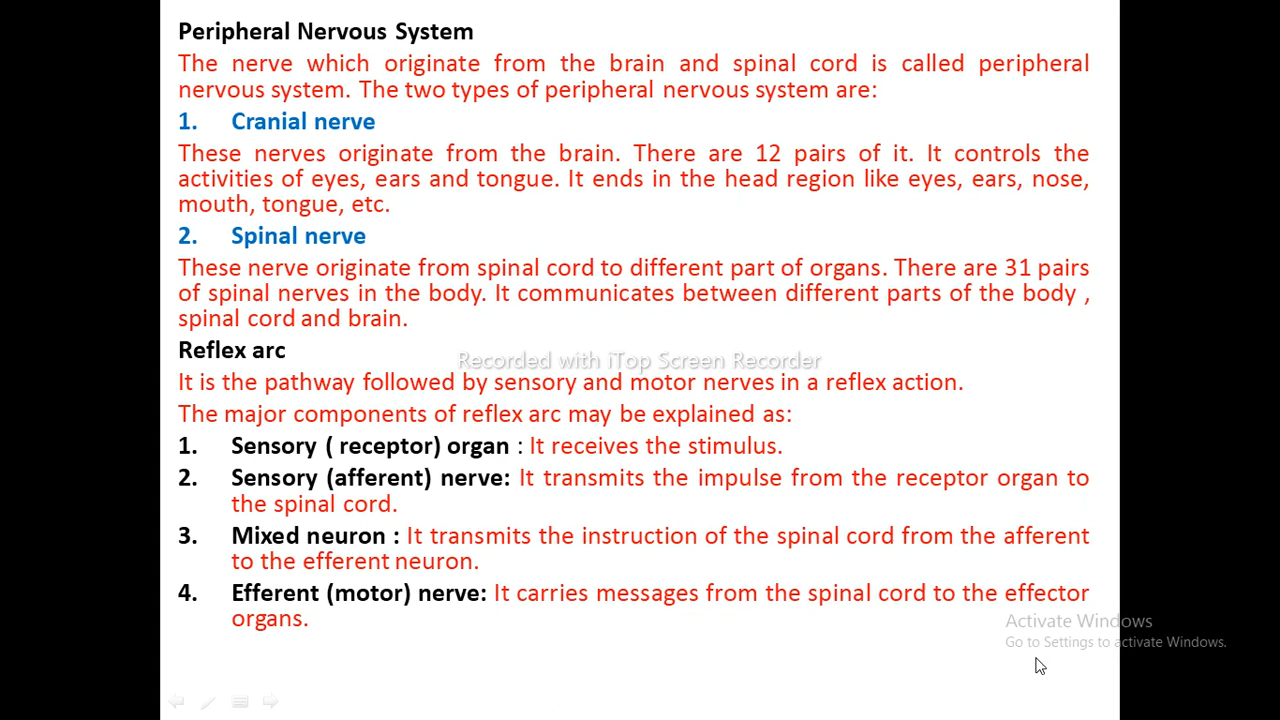 Peripheral Nervous System
The nerve which originate from the brain and spinal cord is called peripheral
nervous system. The two types of peripheral nervous system are:
1. Cranial nerve
These nerves originate from the brain. There are 12 pairs of it. It controls the
activities of eyes, ears and tongue. It ends in the head region like eyes, ears, nose,
mouth, tongue, etc.
2. Spinal nerve
These nerve originate from spinal cord to different part of organs. There are 31 pairs
of spinal nerves in the body. It communicates between different parts of the body ,
spinal cord and brain.
Reflex arc
Recorded with iTop Screen Recorder
It is the pathway followed by sensory and motor nerves in a reflex action.
The major components of reflex arc may be explained as:
1. Sensory ( receptor) organ : It receives the stimulus.
2. Sensory (afferent) nerve: It transmits the impulse from the receptor organ to
the spinal cord.
3. Mixed neuron : It transmits the instruction of the spinal cord from the afferent
to the efferent neuron.
4. Efferent (motor) nerve: It carries messages from the spinal cord to the effector
organs.
Activate Windows
Go to Settings to activate Windows.